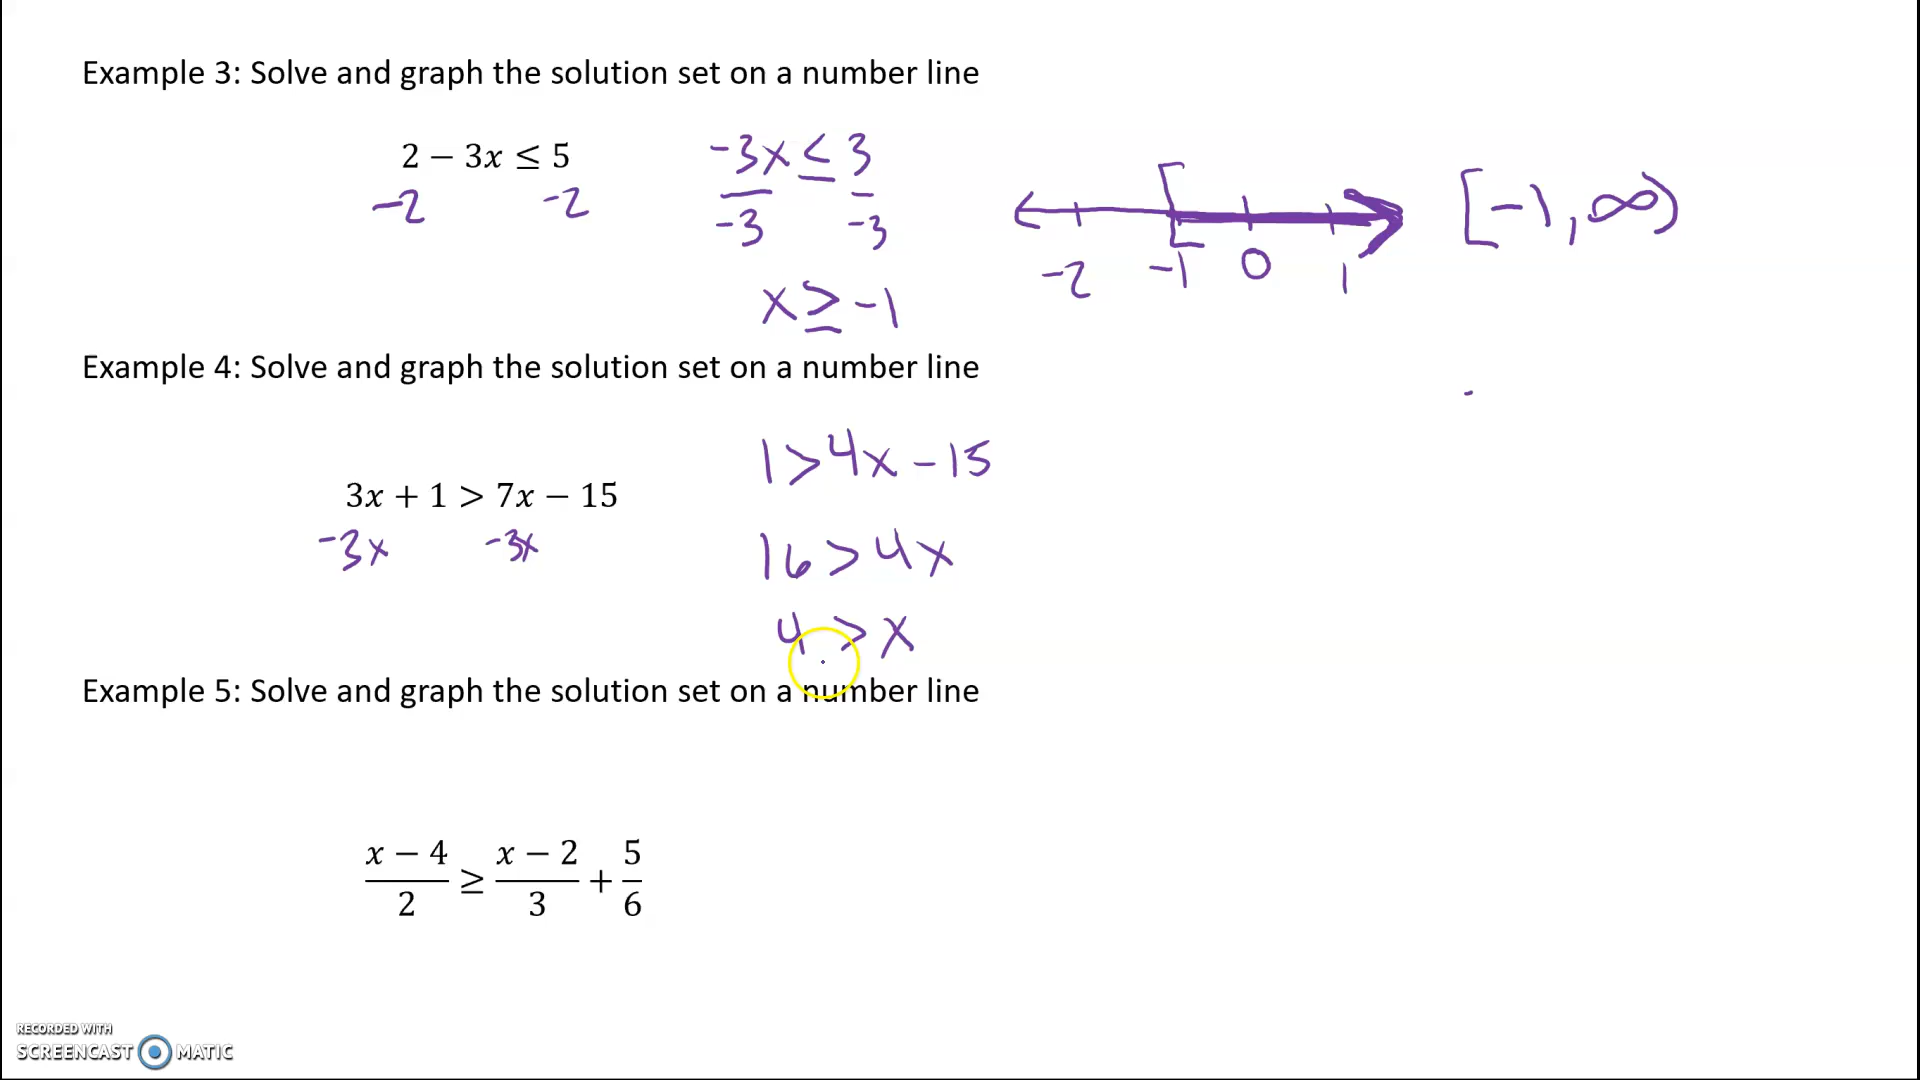 Example 3: Solve and graph the solution set on a number line
2 − 3x ≤ 5
-2 -2
-3x ≤ 3
-3 -3
x ≥ -1
-2 -1 0 1
[-1, ∞)
Example 4: Solve and graph the solution set on a number line
3x + 1 > 7x − 15
-3x -3x
1 > 4x - 15
16 > 4x
4 > x
Example 5: Solve and graph the solution set on a number line
x − 4 / 2 ≥ x − 2 / 3 + 5 / 6
RECORDED WITH
SCREENCAST MATIC